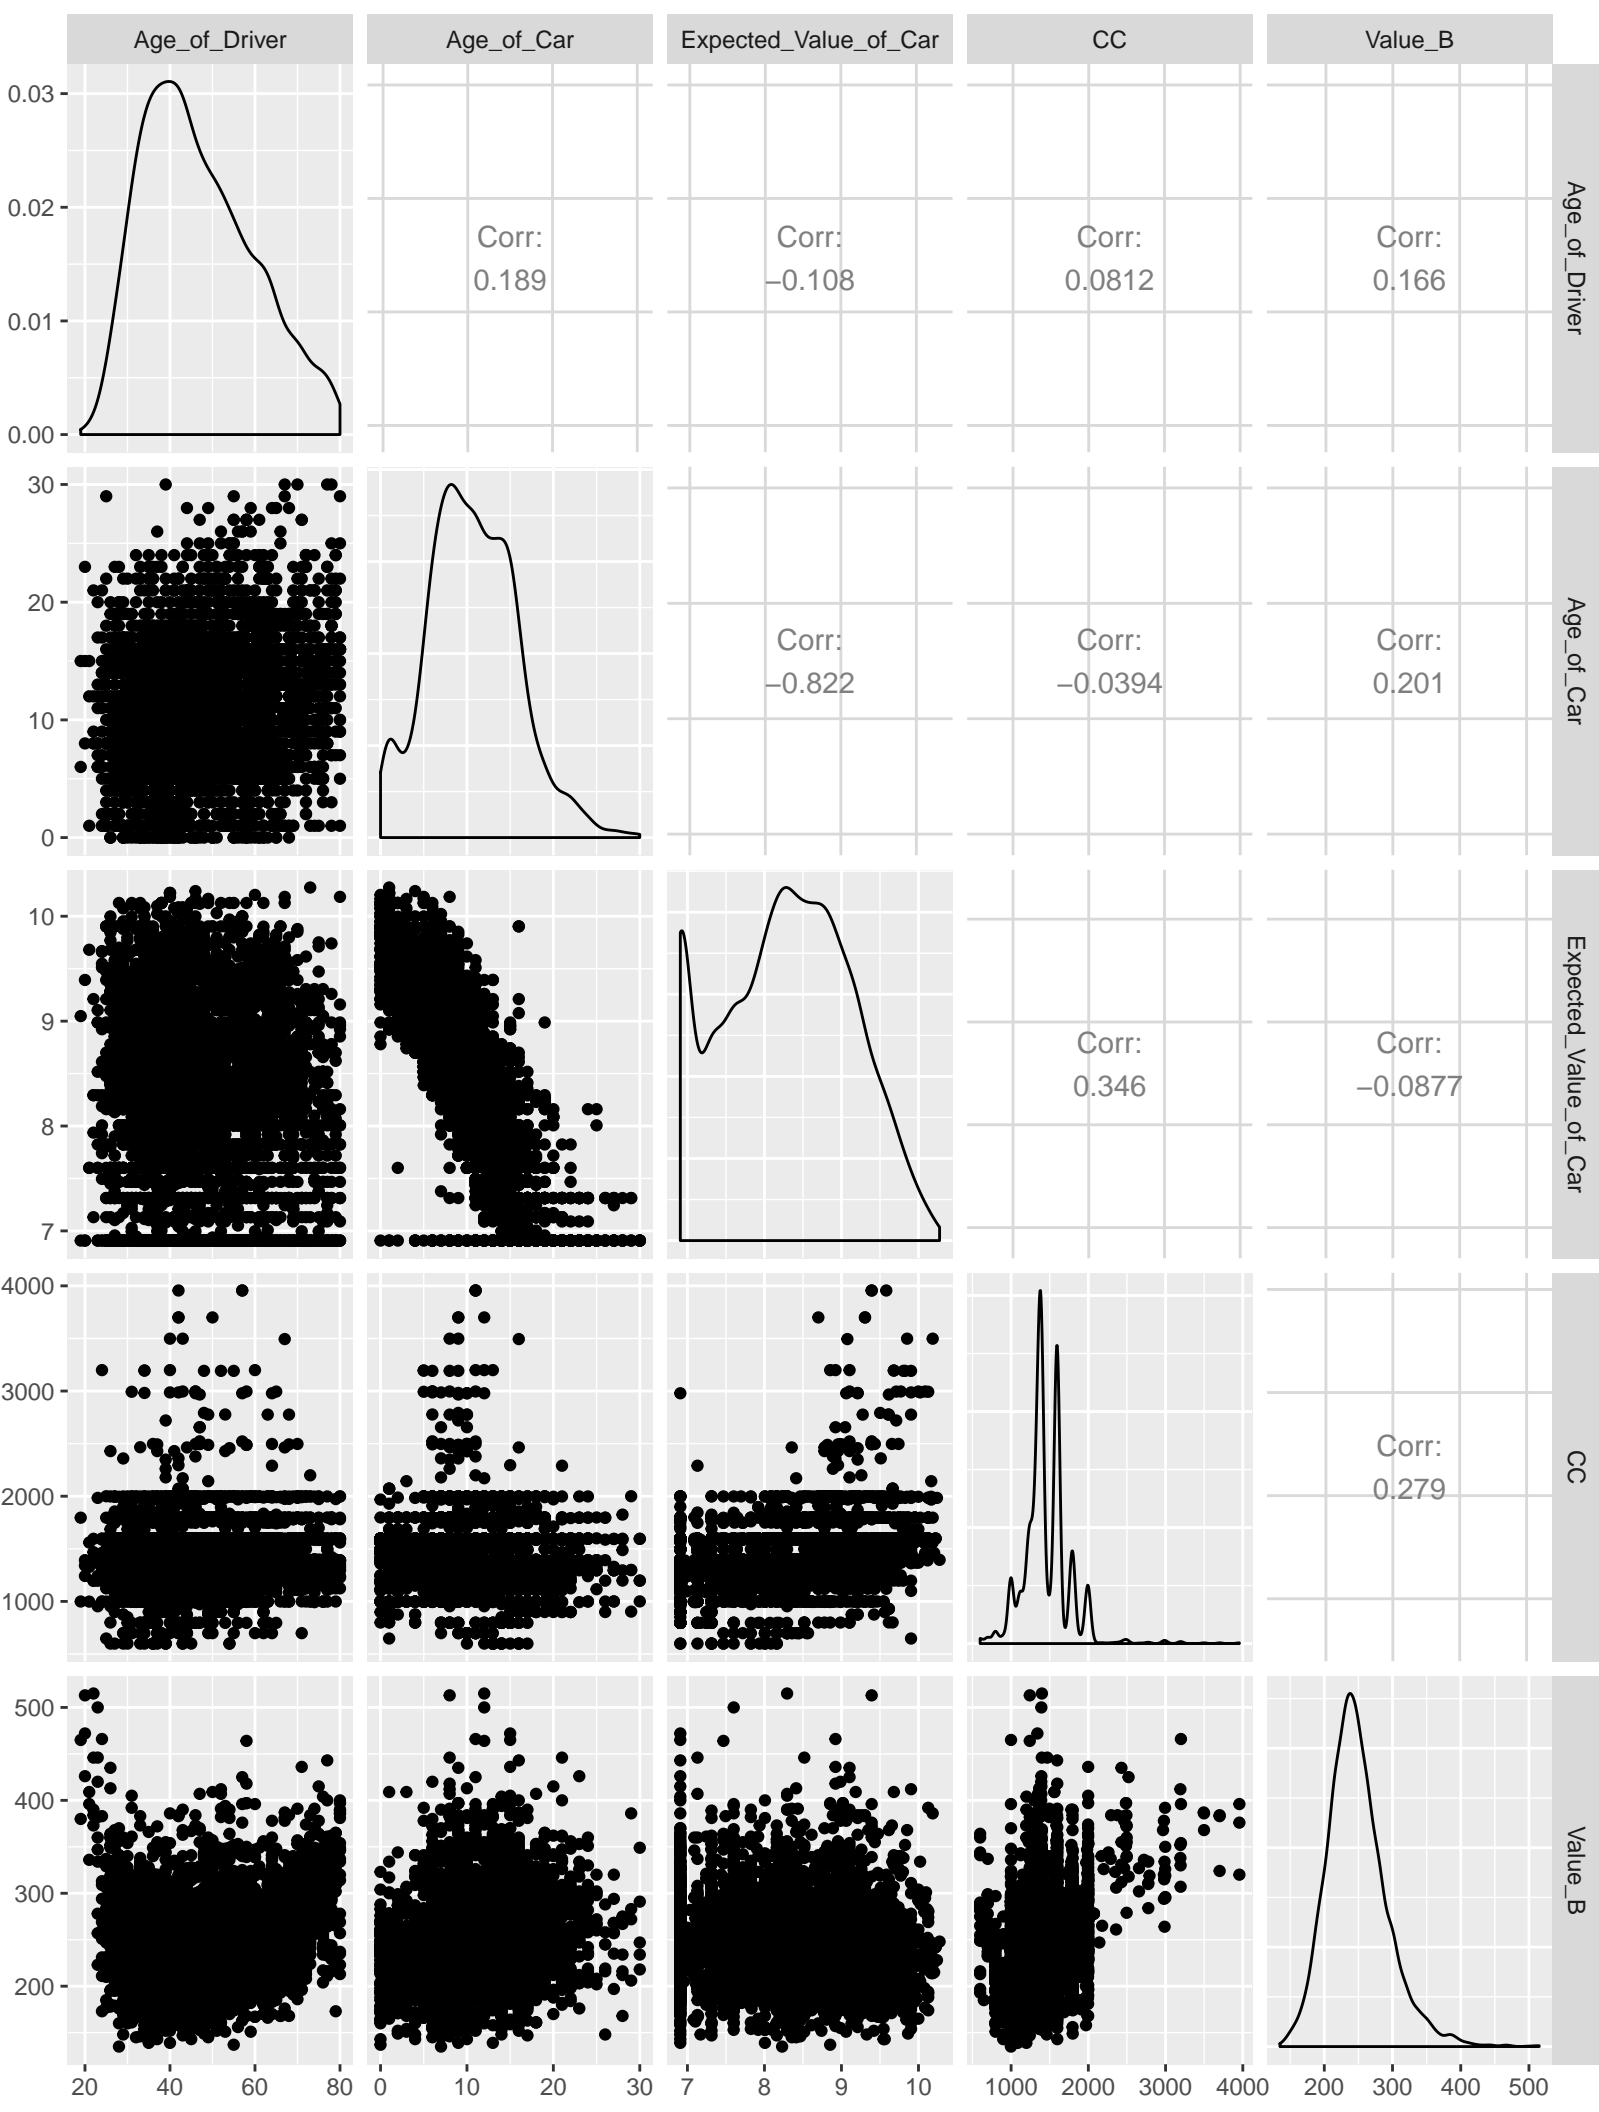 Age_of_Driver
Age_of_Car
Expected_Value_of_Car
CC
Value_B
0.03
0.02
0.01
0.00
Corr:
0.189
Corr:
−0.108
Corr:
0.0812
Corr:
0.166
Age_of_Driver
30
20
10
0
Corr:
−0.822
Corr:
−0.0394
Corr:
0.201
Age_of_Car
10
9
8
7
Corr:
0.346
Corr:
−0.0877
Expected_Value_of_Car
4000
3000
2000
1000
Corr:
0.279
CC
500
400
300
200
Value_B
20 40 60 80
0 10 20 30
7 8 9 10
1000 2000 3000 4000
200 300 400 500